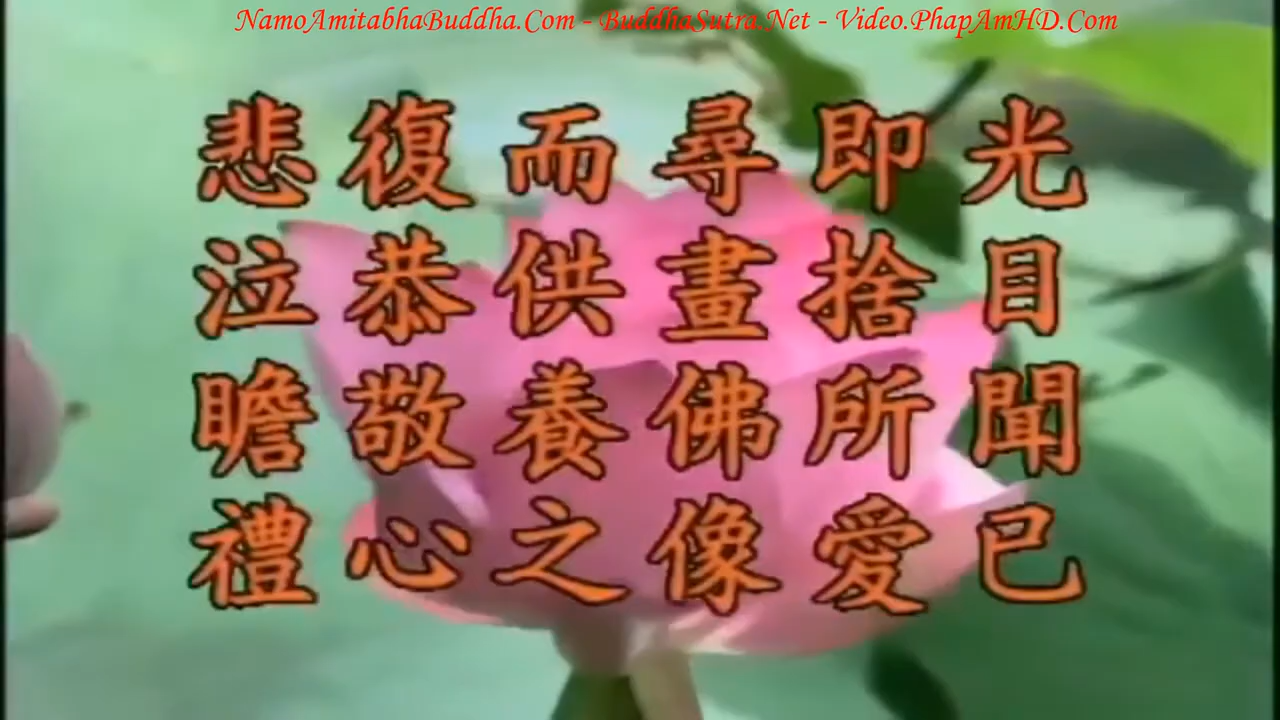 NamoAmitabhaBuddha.Com - BuddhaSutra.Net - Video.PhapAmHD.Com
光目聞已
即捨所愛
尋畫佛像
而供養之
復恭敬心
悲泣瞻禮